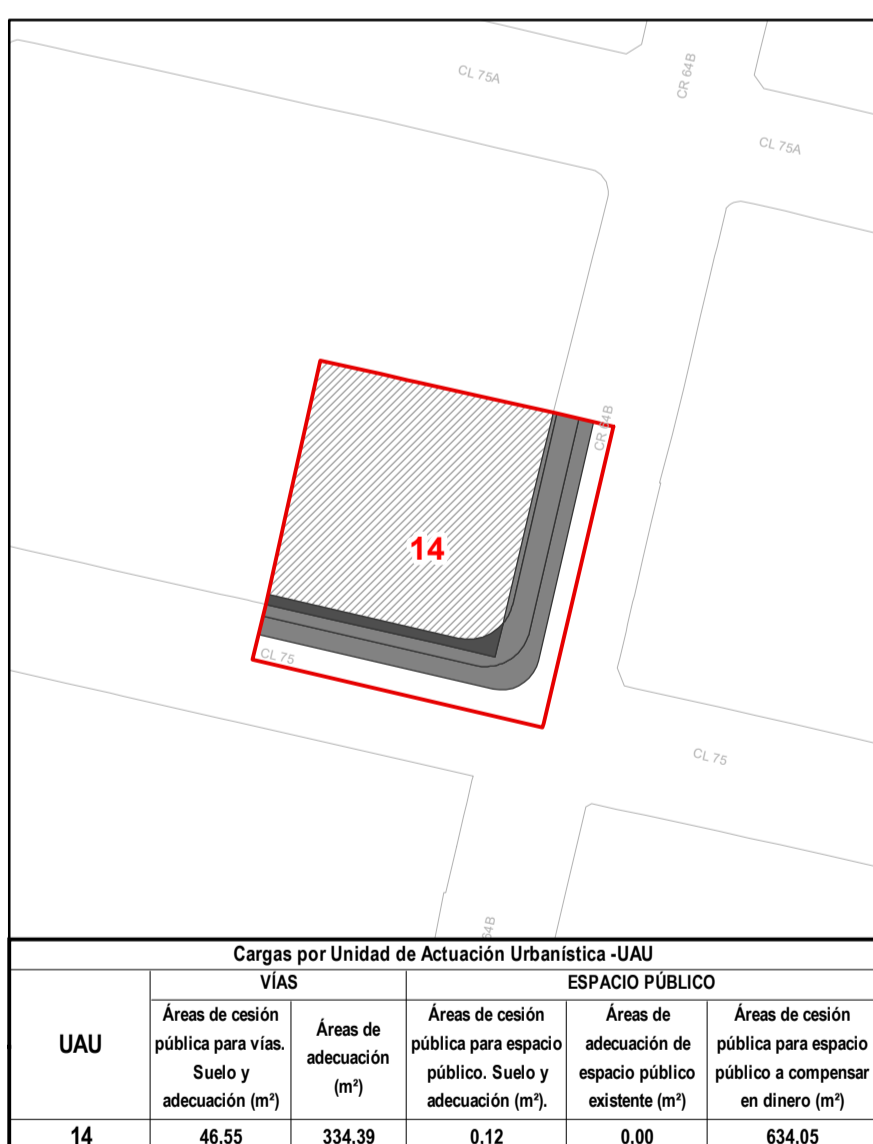 CL 75A
CR 64B
CL 75A
CR 64B
14
CL 75
CL 75
64B
Cargas por Unidad de Actuación Urbanística -UAU
VÍAS
ESPACIO PÚBLICO
UAU
Áreas de cesión
pública para vías.
Suelo y
adecuación (m²)
Áreas de
adecuación
(m²)
Áreas de cesión
pública para espacio
público. Suelo y
adecuación (m²).
Áreas de
adecuación de
espacio público
existente (m²)
Áreas de cesión
pública para espacio
público a compensar
en dinero (m²)
14 46.55 334.39 0.12 0.00 634.05